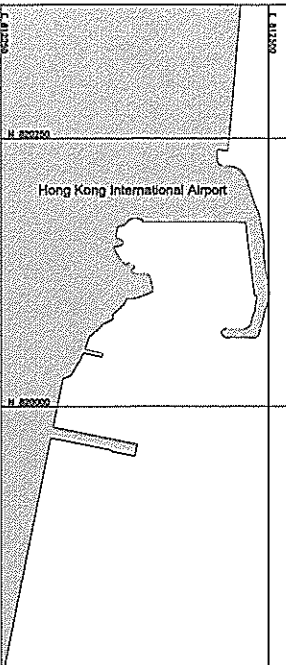 E 812250
E 812500
N 820250
Hong Kong International Airport
N 820000